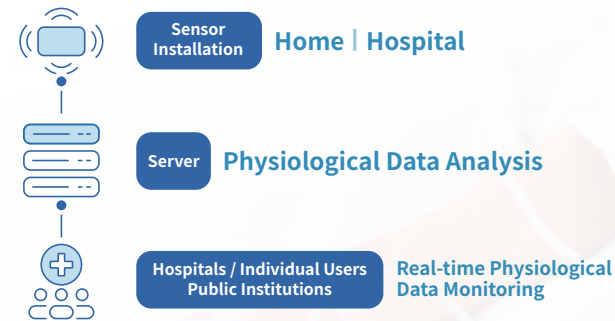 Sensor
Installation
Home | Hospital
Server
Physiological Data Analysis
Hospitals / Individual Users
Public Institutions
Real-time Physiological
Data Monitoring